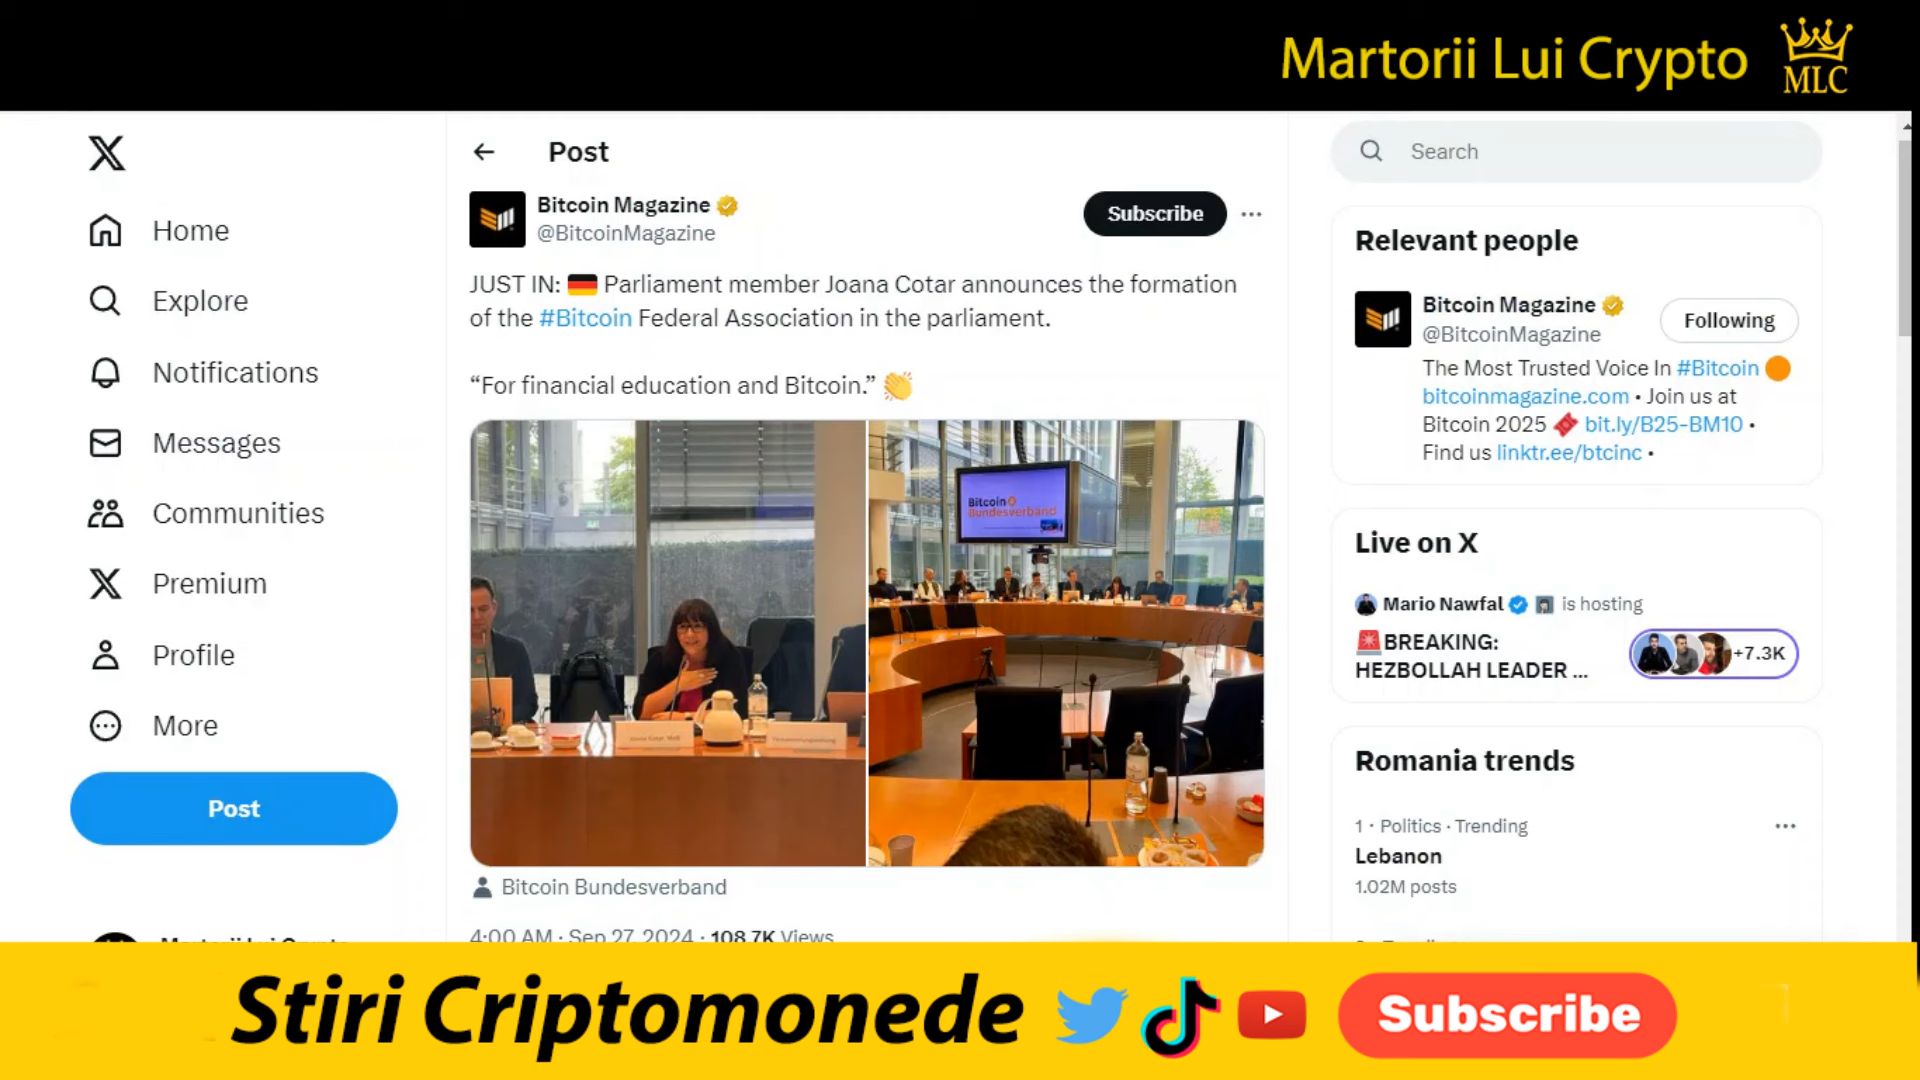 Martorii Lui Crypto
MLC
Home
Explore
Notifications
Messages
Communities
Premium
Profile
More
Post
Post
Bitcoin Magazine
@BitcoinMagazine
Subscribe
JUST IN: Parliament member Joana Cotar announces the formation
of the #Bitcoin Federal Association in the parliament.
“For financial education and Bitcoin.”
Bitcoin
Bundesverband
Bitcoin Bundesverband
4:00 AM · Sep 27, 2024 · 108.7K Views
Search
Relevant people
Bitcoin Magazine
@BitcoinMagazine
Following
The Most Trusted Voice In #Bitcoin
bitcoinmagazine.com • Join us at
Bitcoin 2025 bit.ly/B25-BM10 •
Find us linktr.ee/btcinc •
Live on X
Mario Nawfal is hosting
BREAKING:
HEZBOLLAH LEADER ...
+7.3K
Romania trends
1 · Politics · Trending
Lebanon
1.02M posts
Stiri Criptomonede
Subscribe